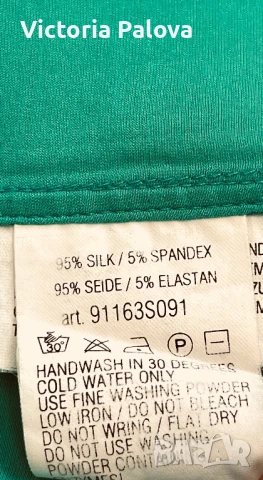 Victoria Palova
95% SILK / 5% SPANDEX
95% SEIDE / 5% ELASTAN
art. 91163S091
30°
P
HANDWASH IN 30 DEGREES
COLD WATER ONLY
USE FINE WASHING POWDER
LOW IRON / DO NOT BLEACH
DO NOT WRING / FLAT DRY
DO NOT USE WASHING
POWDER
BAZAR